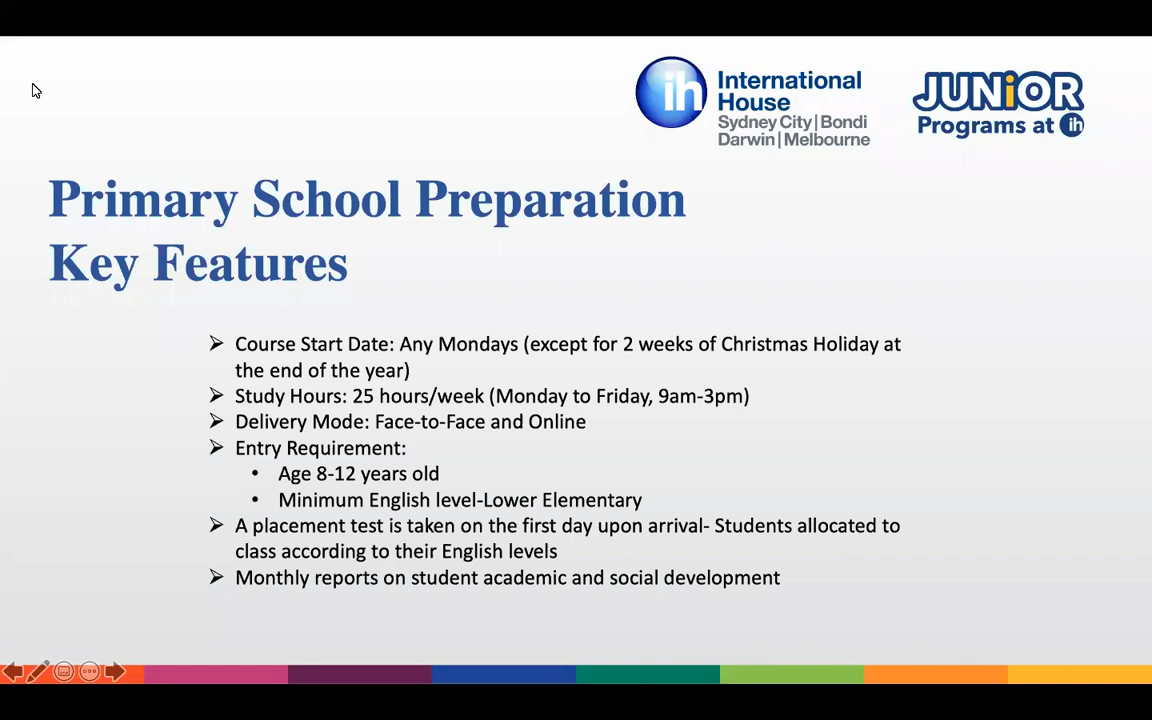 ih International
House
Sydney City|Bondi
Darwin|Melbourne
JUNiOR
Programs at ih
Primary School Preparation
Key Features
➢ Course Start Date: Any Mondays (except for 2 weeks of Christmas Holiday at
the end of the year)
➢ Study Hours: 25 hours/week (Monday to Friday, 9am-3pm)
➢ Delivery Mode: Face-to-Face and Online
➢ Entry Requirement:
• Age 8-12 years old
• Minimum English level-Lower Elementary
➢ A placement test is taken on the first day upon arrival- Students allocated to
class according to their English levels
➢ Monthly reports on student academic and social development